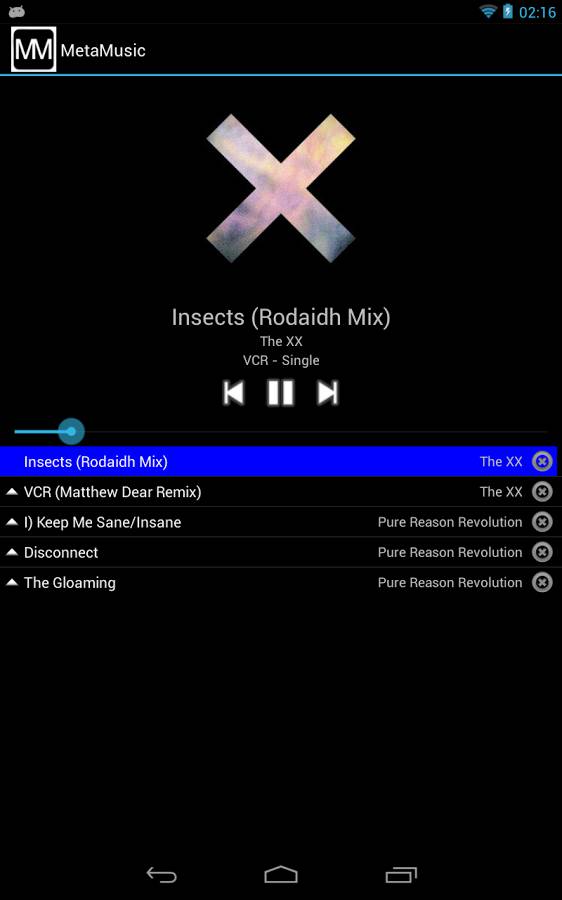 02:16
MM MetaMusic
Insects (Rodaidh Mix)
The XX
VCR - Single
Insects (Rodaidh Mix) The XX
VCR (Matthew Dear Remix) The XX
I) Keep Me Sane/Insane Pure Reason Revolution
Disconnect Pure Reason Revolution
The Gloaming Pure Reason Revolution